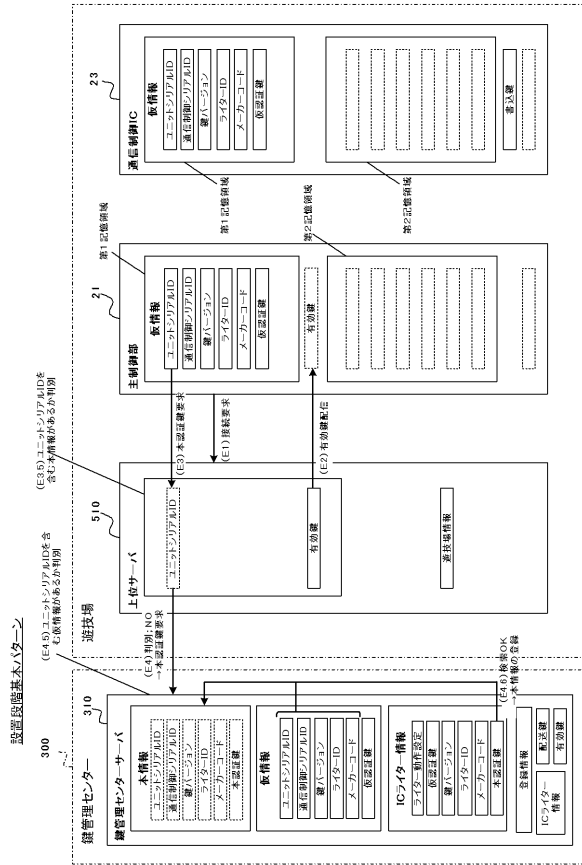 設置段階基本パターン
300
鍵管理センター
310
鍵管理センターサーバ
本情報
ユニットシリアルID
通信制御シリアルID
鍵バージョン
ライターID
メーカーコード
本認証鍵
仮情報
ユニットシリアルID
通信制御シリアルID
鍵バージョン
ライターID
メーカーコード
仮認証鍵
ICライター情報
ライター動作設定
仮認証鍵
鍵バージョン
ライターID
メーカーコード
本認証鍵
登録情報
ICライター
情報
配送鍵
有効鍵
(E4.5)ユニットシリアルIDを含
む仮情報があるか判別
(E4)判別:NO
→本認証鍵要求
(E4.6)検索OK
→本情報の登録
遊技場
510
上位サーバ
ユニットシリアルID
有効鍵
遊技場情報
(E3.5)ユニットシリアルIDを
含む本情報があるか判別
(E3)本認証鍵要求
(E1)接続要求
(E2)有効鍵配信
21
主制御部
第1記憶領域
仮情報
ユニットシリアルID
通信制御シリアルID
鍵バージョン
ライターID
メーカーコード
仮認証鍵
有効鍵
第2記憶領域
23
通信制御IC
仮情報
ユニットシリアルID
通信制御シリアルID
鍵バージョン
ライターID
メーカーコード
仮認証鍵
第1記憶領域
第2記憶領域
書込鍵